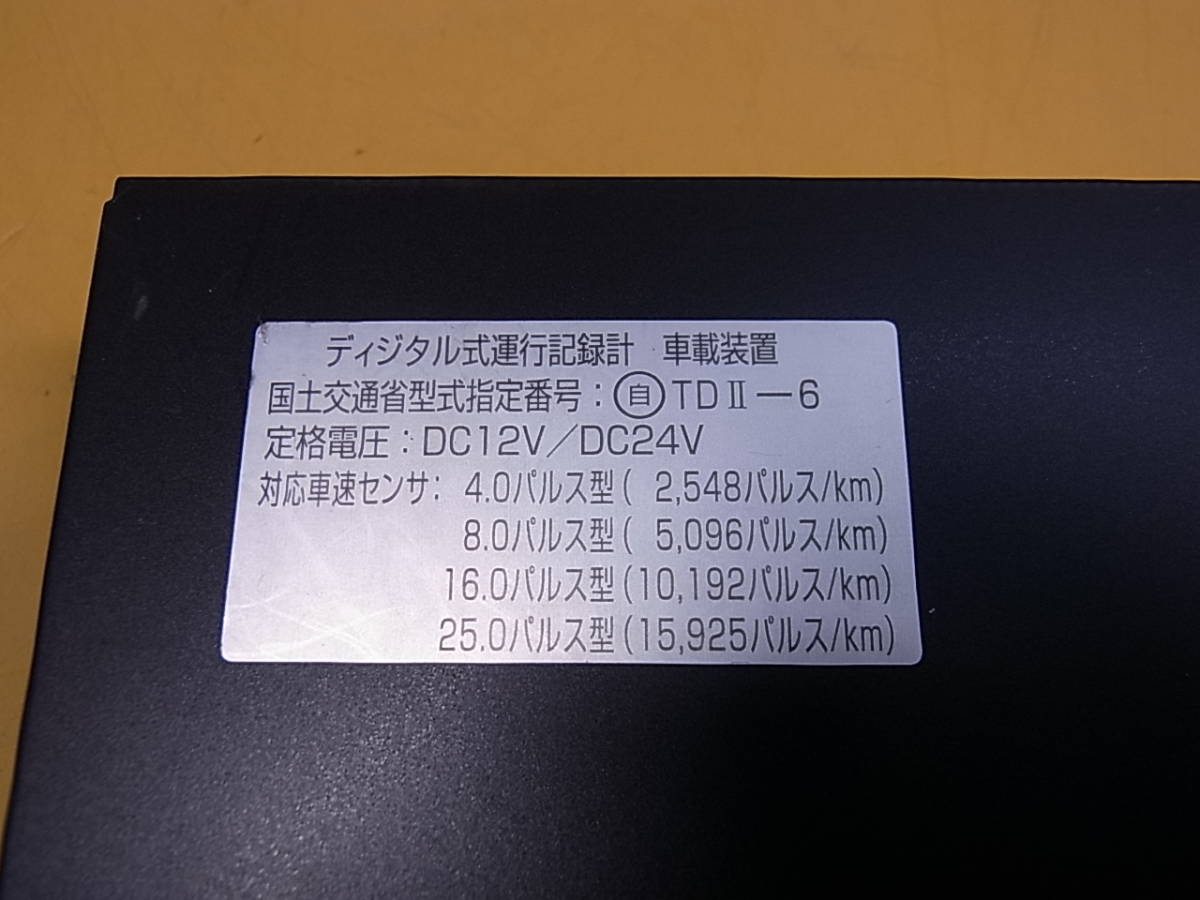 ディジタル式運行記録計 車載装置
国土交通省型式指定番号：㊀TDⅡ－6
定格電圧：DC12V／DC24V
対応車速センサ：4.0パルス型( 2,548パルス/km)
8.0パルス型( 5,096パルス/km)
16.0パルス型(10,192パルス/km)
25.0パルス型(15,925パルス/km)